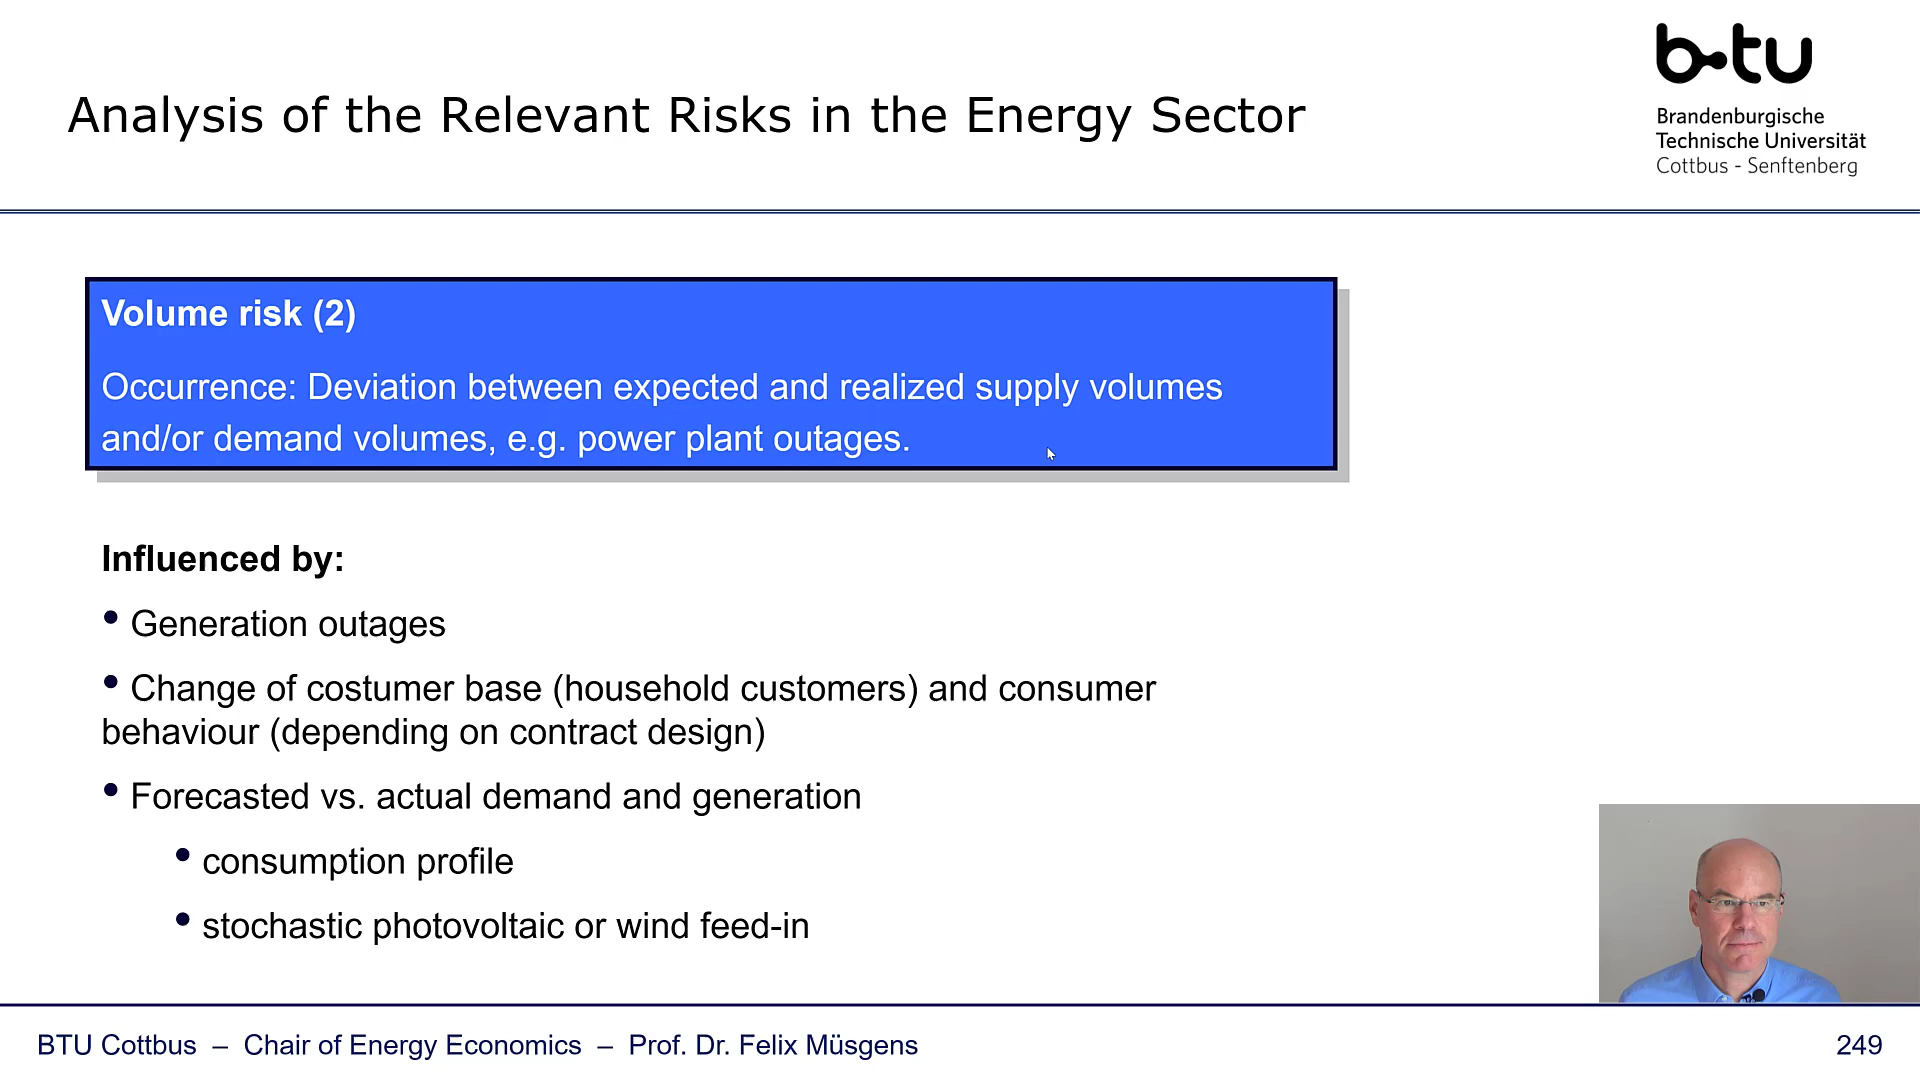 Analysis of the Relevant Risks in the Energy Sector
b-tu
Brandenburgische
Technische Universität
Cottbus - Senftenberg
Volume risk (2)
Occurrence: Deviation between expected and realized supply volumes
and/or demand volumes, e.g. power plant outages.
Influenced by:
• Generation outages
• Change of costumer base (household customers) and consumer
behaviour (depending on contract design)
• Forecasted vs. actual demand and generation
• consumption profile
• stochastic photovoltaic or wind feed-in
BTU Cottbus – Chair of Energy Economics – Prof. Dr. Felix Müsgens
249